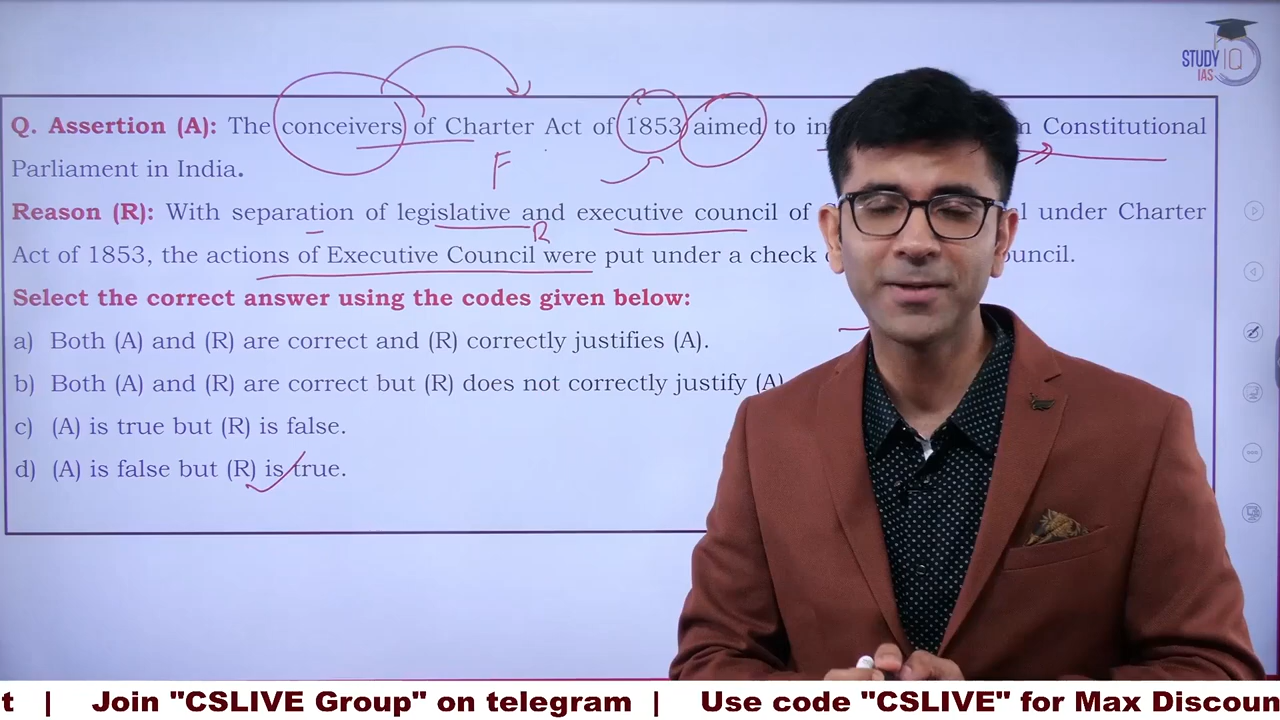 STUDY IQ
IAS
Q. Assertion (A): The conceivers of Charter Act of 1853 aimed to in Constitutional
Parliament in India.
F
Reason (R): With separation of legislative and executive council of l under Charter
R
Act of 1853, the actions of Executive Council were put under a check ouncil.
Select the correct answer using the codes given below:
a) Both (A) and (R) are correct and (R) correctly justifies (A).
b) Both (A) and (R) are correct but (R) does not correctly justify (A)
c) (A) is true but (R) is false.
d) (A) is false but (R) is true.
t | Join "CSLIVE Group" on telegram | Use code "CSLIVE" for Max Discoun